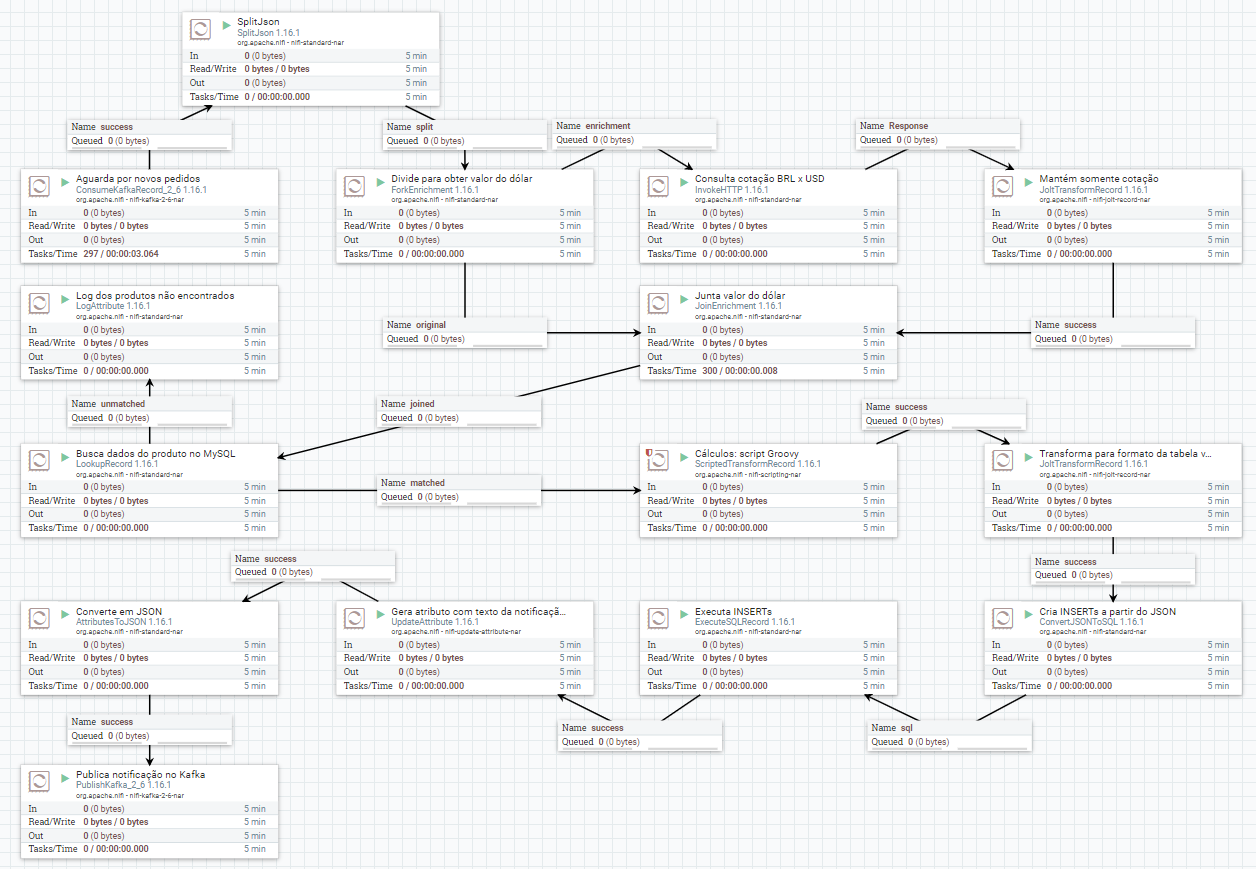 SplitJson
SplitJson 1.16.1
org.apache.nifi - nifi-standard-nar
In 0 (0 bytes) 5 min
Read/Write 0 bytes / 0 bytes 5 min
Out 0 (0 bytes) 5 min
Tasks/Time 0 / 00:00:00.000 5 min
Name success
Queued 0 (0 bytes)
Name split
Queued 0 (0 bytes)
Name enrichment
Queued 0 (0 bytes)
Name Response
Queued 0 (0 bytes)
Aguarda por novos pedidos
ConsumeKafkaRecord_2_6 1.16.1
org.apache.nifi - nifi-kafka-2-6-nar
In 0 (0 bytes) 5 min
Read/Write 0 bytes / 0 bytes 5 min
Out 0 (0 bytes) 5 min
Tasks/Time 297 / 00:00:03.064 5 min
Divide para obter valor do dólar
ForkEnrichment 1.16.1
org.apache.nifi - nifi-standard-nar
In 0 (0 bytes) 5 min
Read/Write 0 bytes / 0 bytes 5 min
Out 0 (0 bytes) 5 min
Tasks/Time 0 / 00:00:00.000 5 min
Consulta cotação BRL x USD
InvokeHTTP 1.16.1
org.apache.nifi - nifi-standard-nar
In 0 (0 bytes) 5 min
Read/Write 0 bytes / 0 bytes 5 min
Out 0 (0 bytes) 5 min
Tasks/Time 0 / 00:00:00.000 5 min
Mantém somente cotação
JoltTransformRecord 1.16.1
org.apache.nifi - nifi-jolt-record-nar
In 0 (0 bytes) 5 min
Read/Write 0 bytes / 0 bytes 5 min
Out 0 (0 bytes) 5 min
Tasks/Time 0 / 00:00:00.000 5 min
Log dos produtos não encontrados
LogAttribute 1.16.1
org.apache.nifi - nifi-standard-nar
In 0 (0 bytes) 5 min
Read/Write 0 bytes / 0 bytes 5 min
Out 0 (0 bytes) 5 min
Tasks/Time 0 / 00:00:00.000 5 min
Name original
Queued 0 (0 bytes)
Junta valor do dólar
JoinEnrichment 1.16.1
org.apache.nifi - nifi-standard-nar
In 0 (0 bytes) 5 min
Read/Write 0 bytes / 0 bytes 5 min
Out 0 (0 bytes) 5 min
Tasks/Time 300 / 00:00:00.008 5 min
Name success
Queued 0 (0 bytes)
Name unmatched
Queued 0 (0 bytes)
Name joined
Queued 0 (0 bytes)
Name success
Queued 0 (0 bytes)
Busca dados do produto no MySQL
LookupRecord 1.16.1
org.apache.nifi - nifi-standard-nar
In 0 (0 bytes) 5 min
Read/Write 0 bytes / 0 bytes 5 min
Out 0 (0 bytes) 5 min
Tasks/Time 0 / 00:00:00.000 5 min
Name matched
Queued 0 (0 bytes)
Cálculos: script Groovy
ScriptedTransformRecord 1.16.1
org.apache.nifi - nifi-scripting-nar
In 0 (0 bytes) 5 min
Read/Write 0 bytes / 0 bytes 5 min
Out 0 (0 bytes) 5 min
Tasks/Time 0 / 00:00:00.000 5 min
Transforma para formato da tabela v...
JoltTransformRecord 1.16.1
org.apache.nifi - nifi-jolt-record-nar
In 0 (0 bytes) 5 min
Read/Write 0 bytes / 0 bytes 5 min
Out 0 (0 bytes) 5 min
Tasks/Time 0 / 00:00:00.000 5 min
Name success
Queued 0 (0 bytes)
Name success
Queued 0 (0 bytes)
Converte em JSON
AttributesToJSON 1.16.1
org.apache.nifi - nifi-standard-nar
In 0 (0 bytes) 5 min
Read/Write 0 bytes / 0 bytes 5 min
Out 0 (0 bytes) 5 min
Tasks/Time 0 / 00:00:00.000 5 min
Gera atributo com texto da notificaçã...
UpdateAttribute 1.16.1
org.apache.nifi - nifi-update-attribute-nar
In 0 (0 bytes) 5 min
Read/Write 0 bytes / 0 bytes 5 min
Out 0 (0 bytes) 5 min
Tasks/Time 0 / 00:00:00.000 5 min
Executa INSERTs
ExecuteSQLRecord 1.16.1
org.apache.nifi - nifi-standard-nar
In 0 (0 bytes) 5 min
Read/Write 0 bytes / 0 bytes 5 min
Out 0 (0 bytes) 5 min
Tasks/Time 0 / 00:00:00.000 5 min
Cria INSERTs a partir do JSON
ConvertJSONToSQL 1.16.1
org.apache.nifi - nifi-standard-nar
In 0 (0 bytes) 5 min
Read/Write 0 bytes / 0 bytes 5 min
Out 0 (0 bytes) 5 min
Tasks/Time 0 / 00:00:00.000 5 min
Name success
Queued 0 (0 bytes)
Name success
Queued 0 (0 bytes)
Name sql
Queued 0 (0 bytes)
Publica notificação no Kafka
PublishKafka_2_6 1.16.1
org.apache.nifi - nifi-kafka-2-6-nar
In 0 (0 bytes) 5 min
Read/Write 0 bytes / 0 bytes 5 min
Out 0 (0 bytes) 5 min
Tasks/Time 0 / 00:00:00.000 5 min